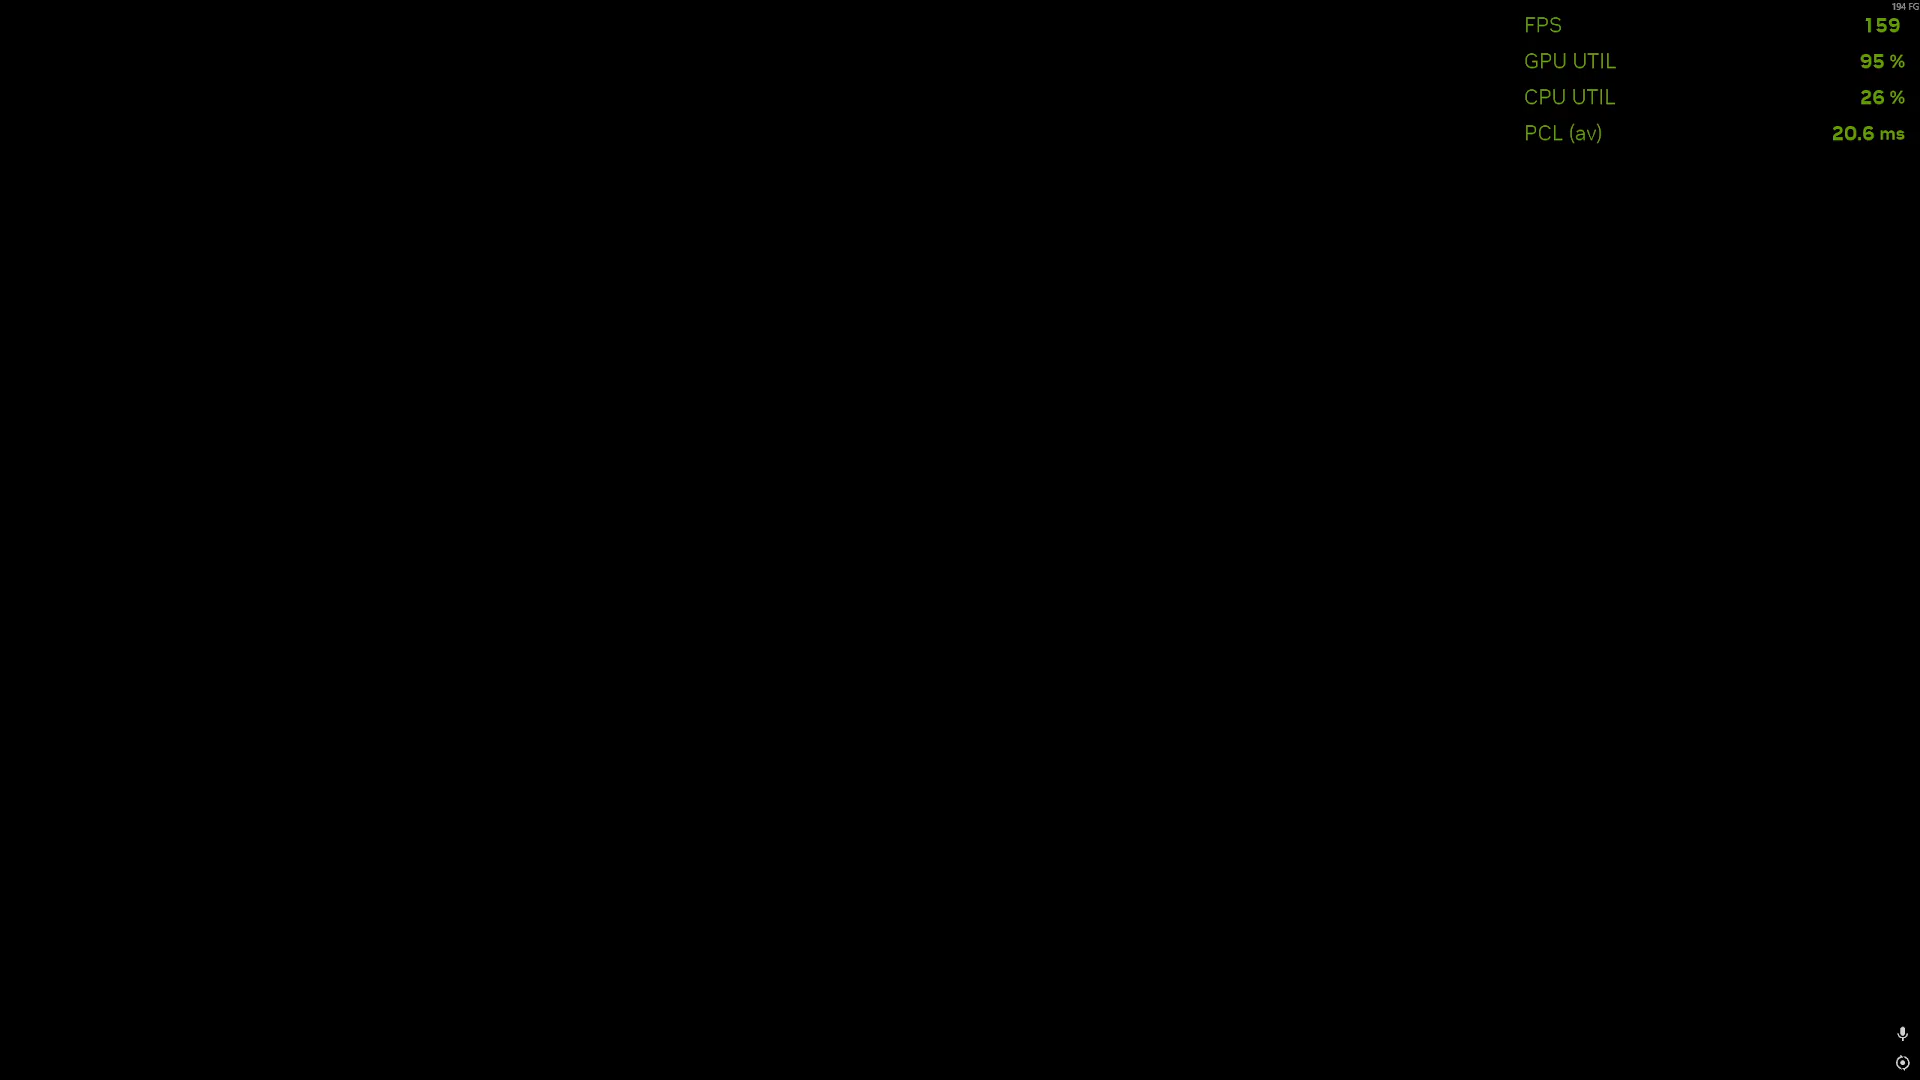 194 FG
FPS 159
GPU UTIL 95 %
CPU UTIL 26 %
PCL (av) 20.6 ms